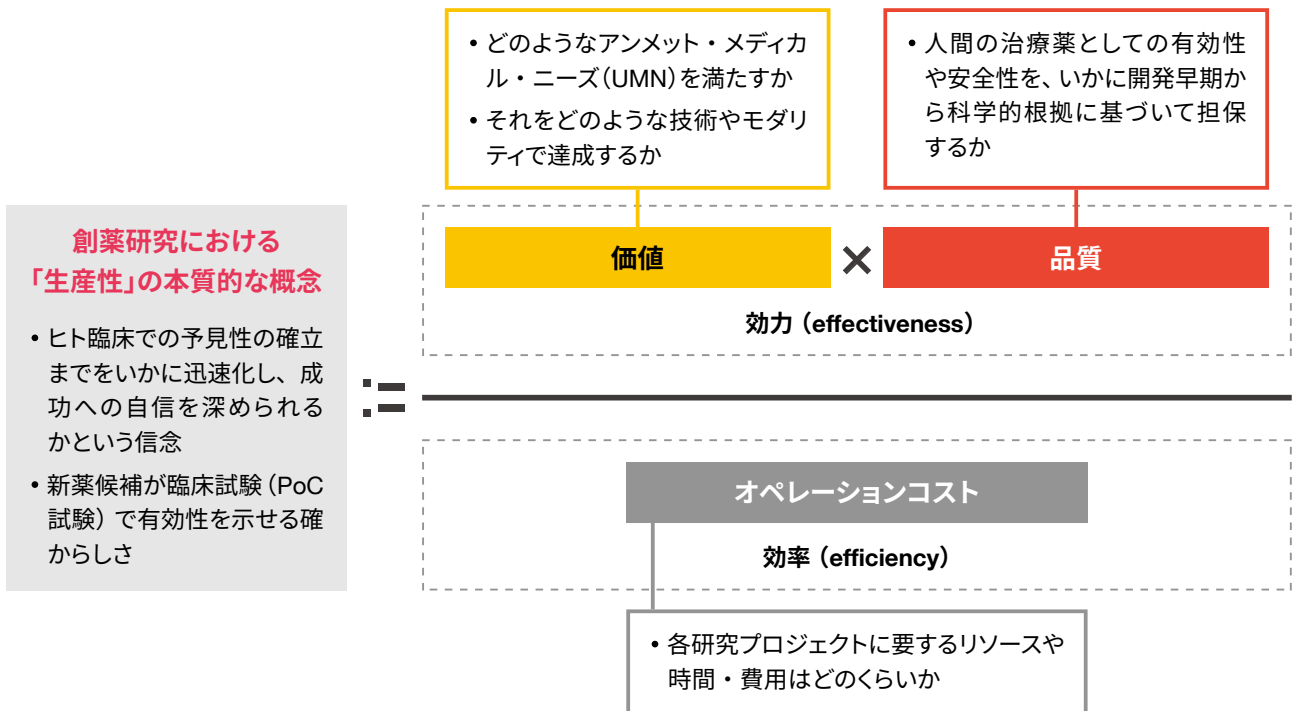 • どのようなアンメット・メディカ
ル・ニーズ（UMN）を満たすか
• それをどのような技術やモダリ
ティで達成するか
• 人間の治療薬としての有効性
や安全性を、いかに開発早期か
ら科学的根拠に基づいて担保
するか
創薬研究における
「生産性」の本質的な概念
• ヒト臨床での予見性の確立
までをいかに迅速化し、成
功への自信を深められる
かという信念
• 新薬候補が臨床試験（PoC
試験）で有効性を示せる確
からしさ
価値 × 品質
効力（effectiveness）
オペレーションコスト
効率（efficiency）
• 各研究プロジェクトに要するリソースや
時間・費用はどのくらいか